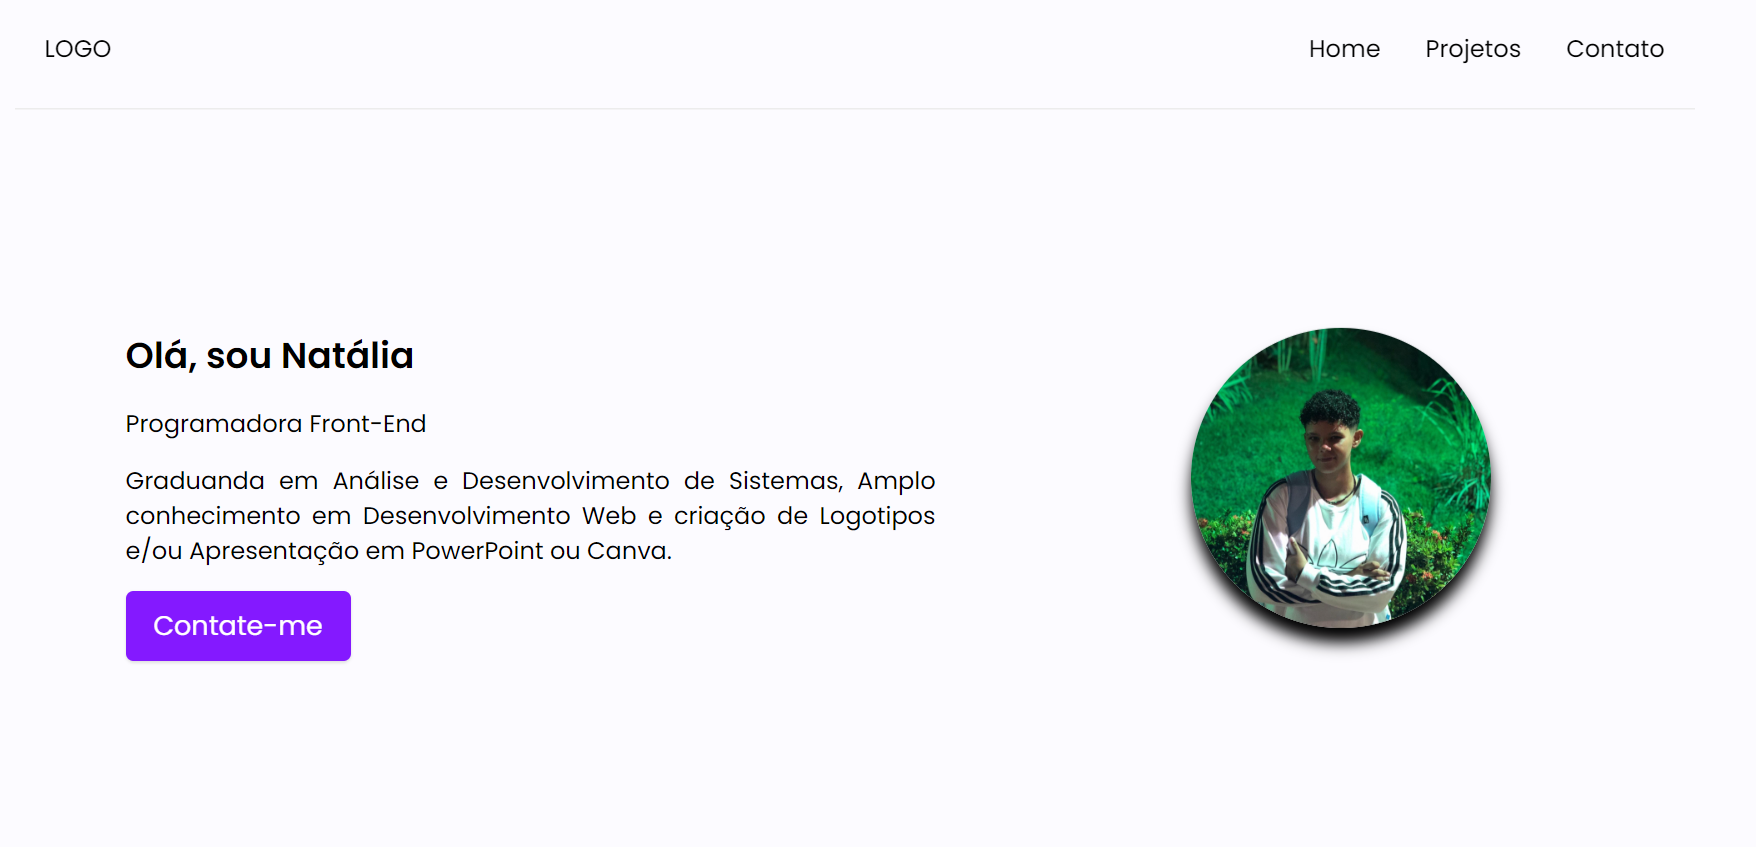 LOGO
Home Projetos Contato
Olá, sou Natália
Programadora Front-End
Graduanda em Análise e Desenvolvimento de Sistemas, Amplo
conhecimento em Desenvolvimento Web e criação de Logotipos
e/ou Apresentação em PowerPoint ou Canva.
Contate-me